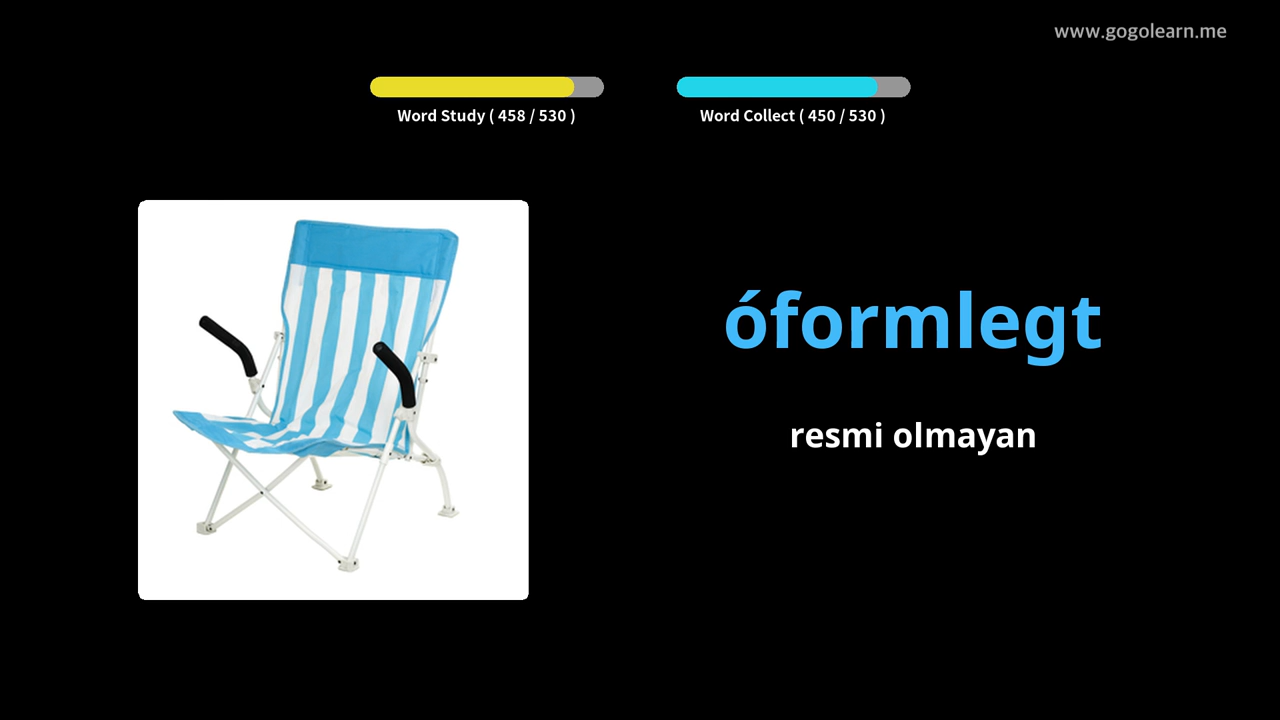 www.gogolearn.me
Word Study ( 458 / 530 )
Word Collect ( 450 / 530 )
óformlegt
resmi olmayan